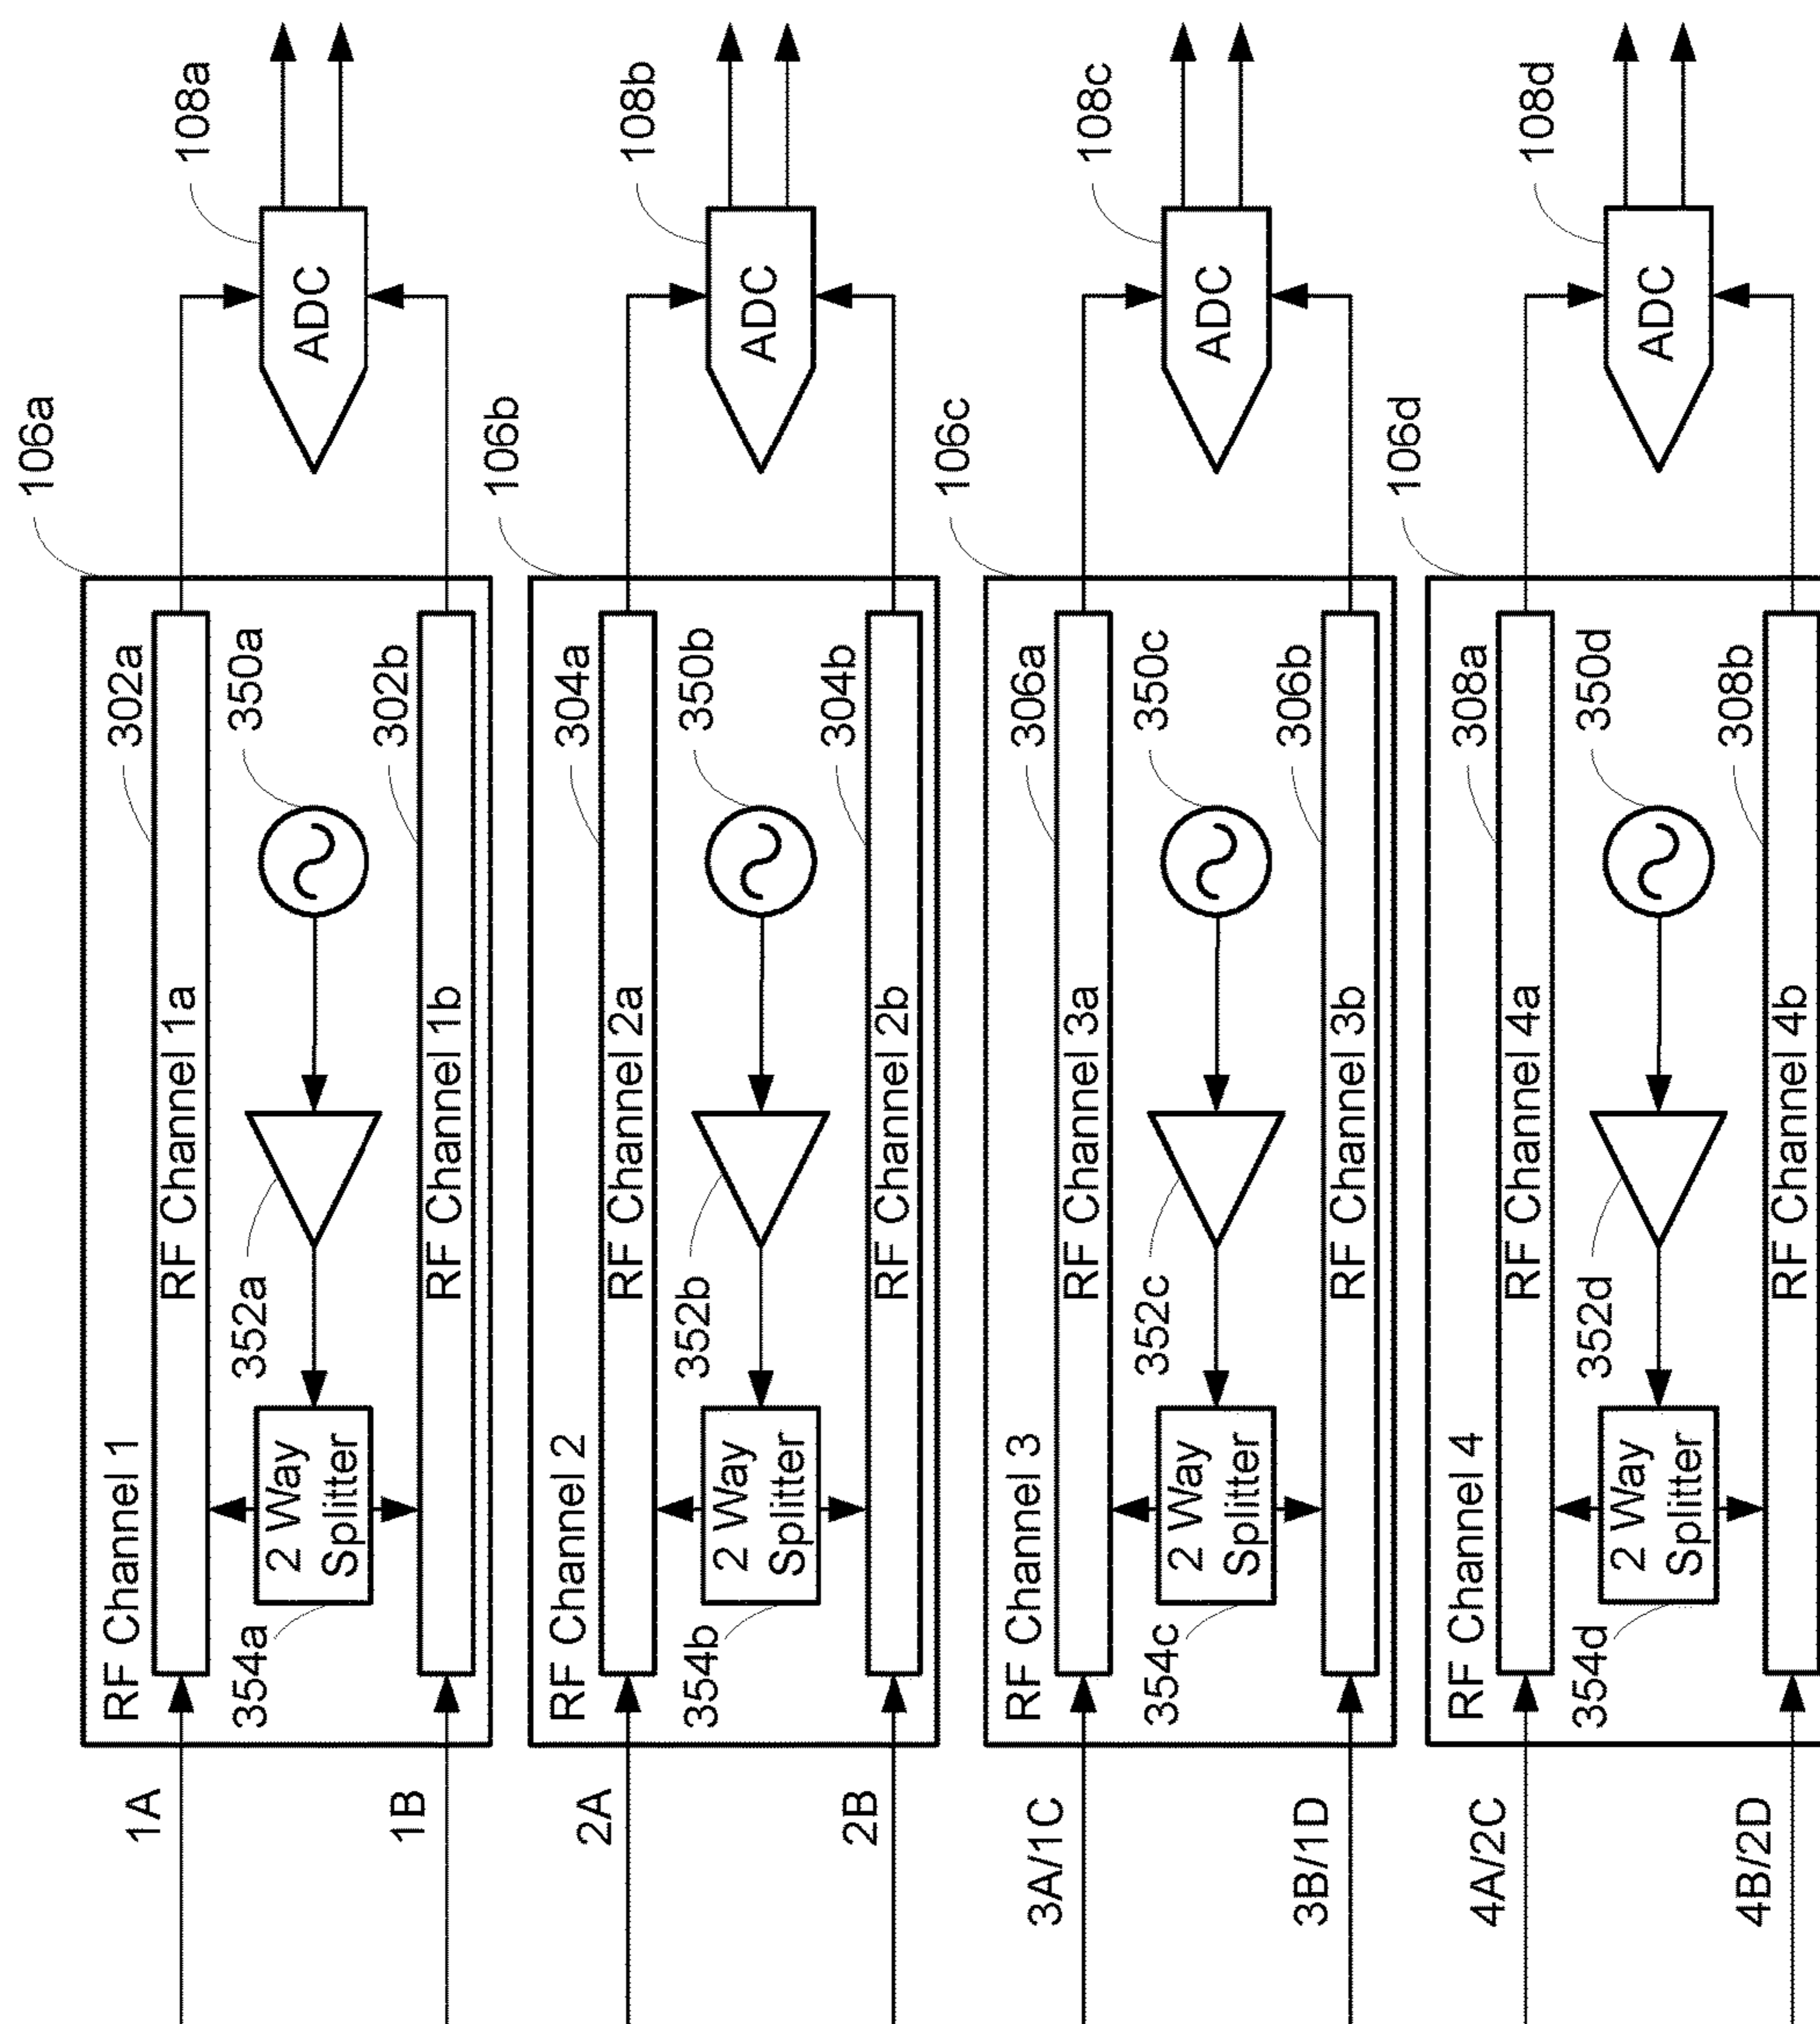 106a
RF Channel 1
302a
RF Channel 1a
354a
352a
350a
2 Way
Splitter
302b
RF Channel 1b
1A
1B
108a
ADC
106b
RF Channel 2
304a
RF Channel 2a
354b
352b
350b
2 Way
Splitter
304b
RF Channel 2b
2A
2B
108b
ADC
106c
RF Channel 3
306a
RF Channel 3a
354c
352c
350c
2 Way
Splitter
306b
RF Channel 3b
3A/1C
3B/1D
108c
ADC
106d
RF Channel 4
308a
RF Channel 4a
354d
352d
350d
2 Way
Splitter
308b
RF Channel 4b
4A/2C
4B/2D
108d
ADC